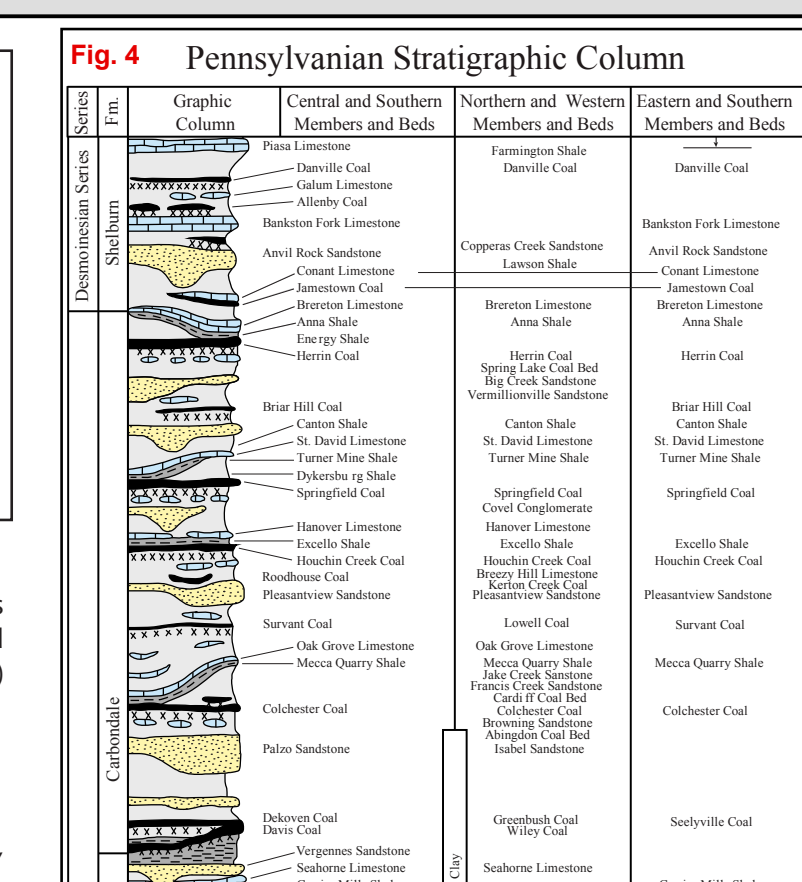 Fig. 4 Pennsylvanian Stratigraphic Column
Series
Fm.
Graphic
Column
Central and Southern
Members and Beds
Northern and Western
Members and Beds
Eastern and Southern
Members and Beds
Desmoinesian Series
Shelburn
Carbondale
Piasa Limestone
Danville Coal
Galum Limestone
Allenby Coal
Bankston Fork Limestone
Anvil Rock Sandstone
Conant Limestone
Jamestown Coal
Brereton Limestone
Anna Shale
Energy Shale
Herrin Coal
Briar Hill Coal
Canton Shale
St. David Limestone
Turner Mine Shale
Dykersbu rg Shale
Springfield Coal
Hanover Limestone
Excello Shale
Houchin Creek Coal
Roodhouse Coal
Pleasantview Sandstone
Survant Coal
Oak Grove Limestone
Mecca Quarry Shale
Colchester Coal
Palzo Sandstone
Dekoven Coal
Davis Coal
Vergennes Sandstone
Seahorne Limestone
Farmington Shale
Danville Coal
Copperas Creek Sandstone
Lawson Shale
Brereton Limestone
Anna Shale
Herrin Coal
Spring Lake Coal Bed
Big Creek Sandstone
Vermillionville Sandstone
Canton Shale
St. David Limestone
Turner Mine Shale
Springfield Coal
Covel Conglomerate
Hanover Limestone
Excello Shale
Houchin Creek Coal
Breezy Hill Limestone
Kerton Creek Coal
Pleasantview Sandstone
Lowell Coal
Oak Grove Limestone
Mecca Quarry Shale
Jake Creek Sanstone
Francis Creek Sandstone
Cardi ff Coal Bed
Colchester Coal
Browning Sandstone
Abingdon Coal Bed
Isabel Sandstone
Greenbush Coal
Wiley Coal
Clay
Seahorne Limestone
Danville Coal
Bankston Fork Limestone
Anvil Rock Sandstone
Conant Limestone
Jamestown Coal
Brereton Limestone
Anna Shale
Herrin Coal
Briar Hill Coal
Canton Shale
St. David Limestone
Turner Mine Shale
Springfield Coal
Excello Shale
Houchin Creek Coal
Pleasantview Sandstone
Survant Coal
Mecca Quarry Shale
Colchester Coal
Seelyville Coal